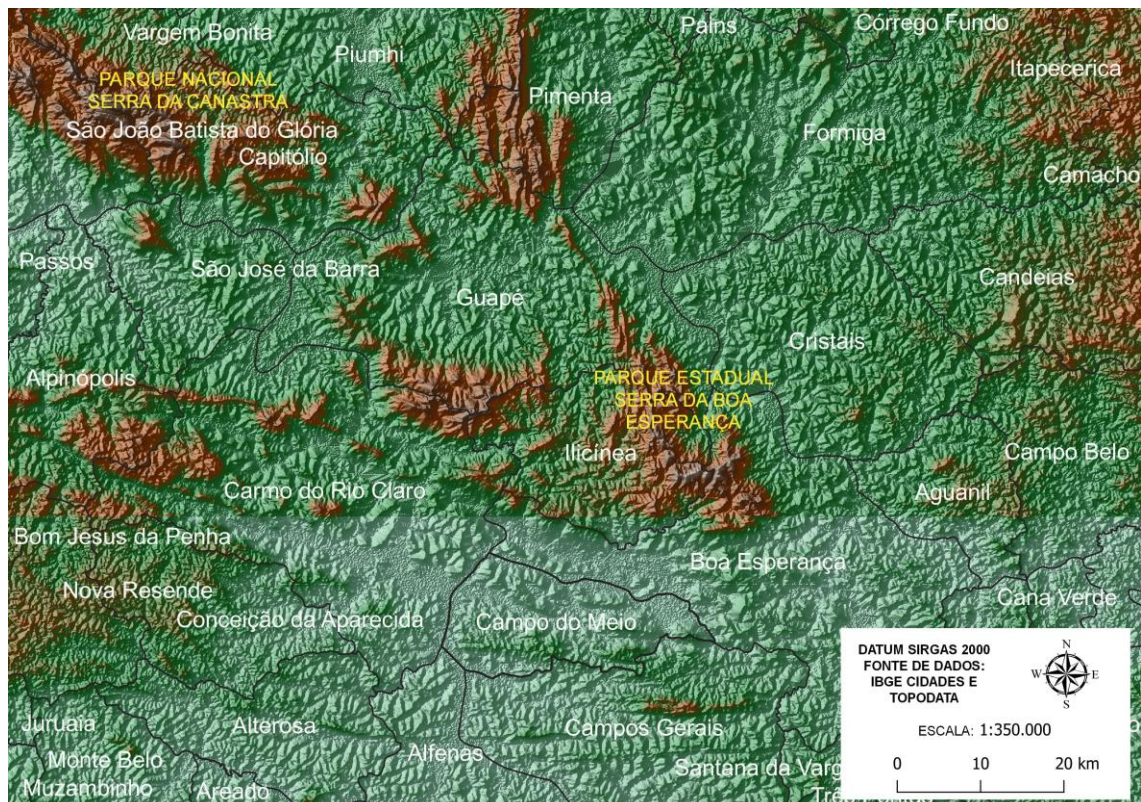 Vargem Bonita
Piumhi
Pains
Córrego Fundo
Itapecerica
PARQUE NACIONAL
SERRA DA CANASTRA
Pimenta
São João Batista do Glória
Formiga
Capitólio
Camacho
Passos
São José da Barra
Candeias
Guapé
Cristais
Alpinópolis
PARQUE ESTADUAL
SERRA DA BOA
ESPERANÇA
Ilicínea
Campo Belo
Carmo do Rio Claro
Aguanil
Bom Jesus da Penha
Boa Esperança
Nova Resende
Cana Verde
Conceição da Aparecida
Campo do Meio
DATUM SIRGAS 2000
FONTE DE DADOS:
IBGE CIDADES E
TOPODATA
N
W E
S
ESCALA: 1:350.000
0 10 20 km
Juruaia
Alterosa
Campos Gerais
Alfenas
Monte Belo
Santana da Varg
Muzambinho
Areado